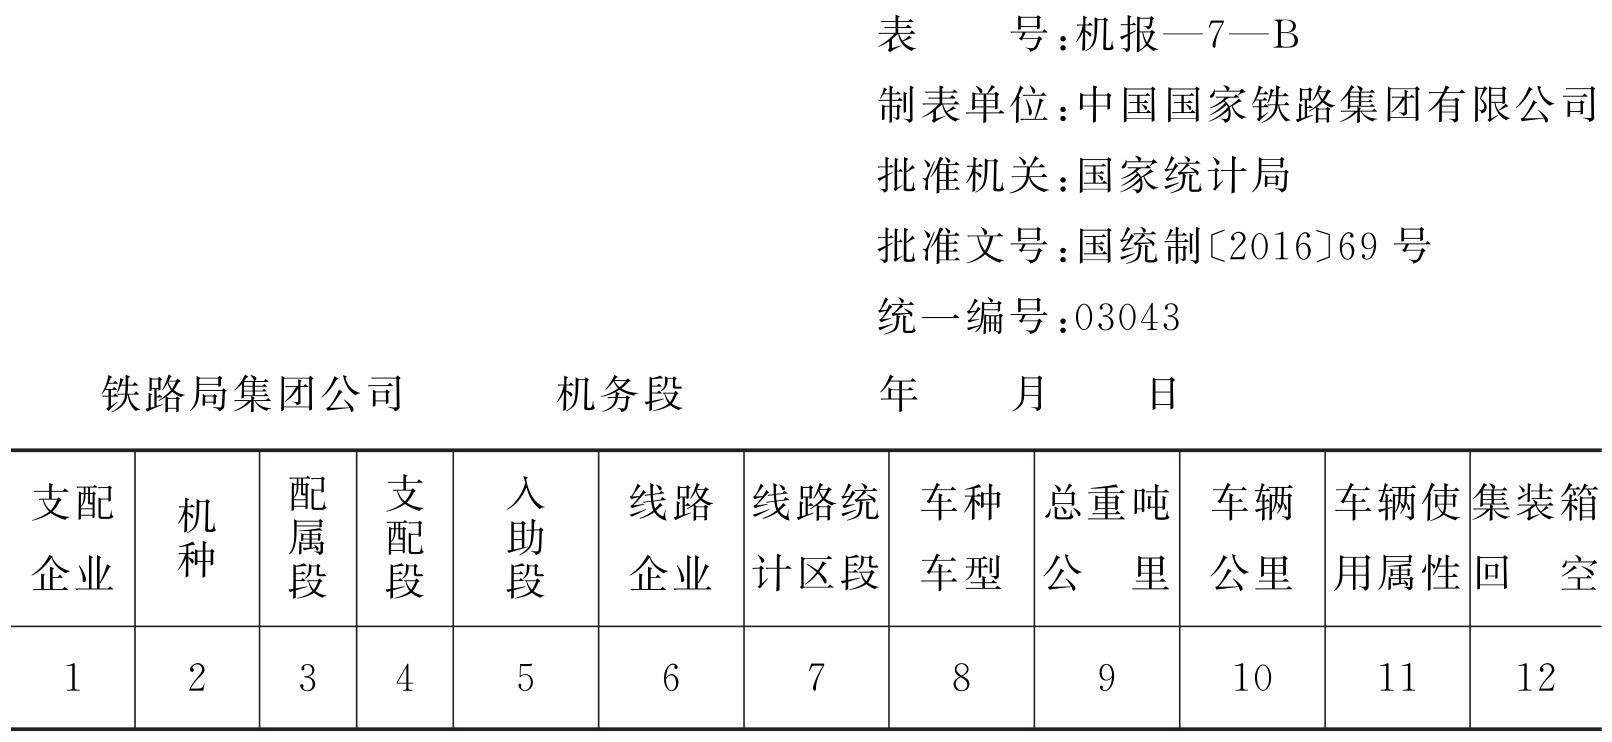 表　　号:机报—7—B
制表单位:中国国家铁路集团有限公司
批准机关:国家统计局
批准文号:国统制〔2016〕69 号
统一编号:03043
铁路局集团公司　　　机务段　　　　年　　月　　日
支配企业　机种　配属段　支配段　入助段　线路企业　线路统计区段　车种车型　总重吨公里　车辆公里　车辆使用属性　集装箱回空
1　2　3　4　5　6　7　8　9　10　11　12